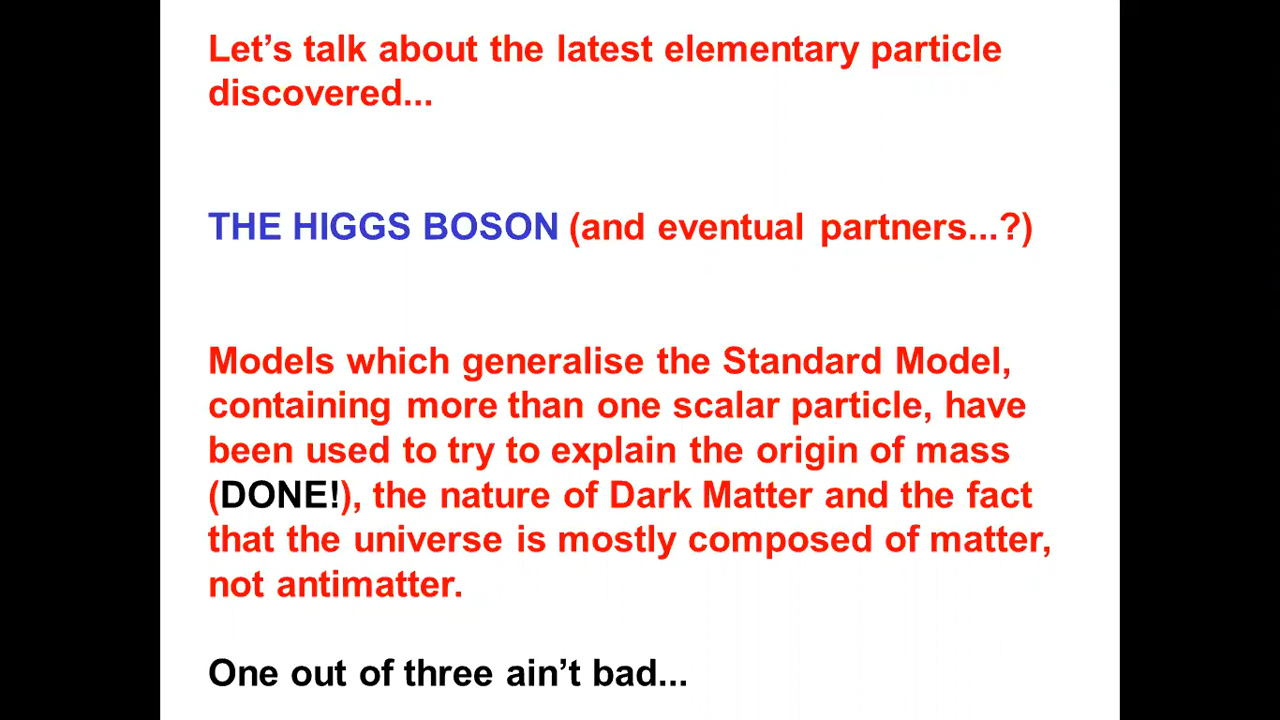 Let’s talk about the latest elementary particle
discovered...
THE HIGGS BOSON (and eventual partners...?)
Models which generalise the Standard Model,
containing more than one scalar particle, have
been used to try to explain the origin of mass
(DONE!), the nature of Dark Matter and the fact
that the universe is mostly composed of matter,
not antimatter.
One out of three ain’t bad...